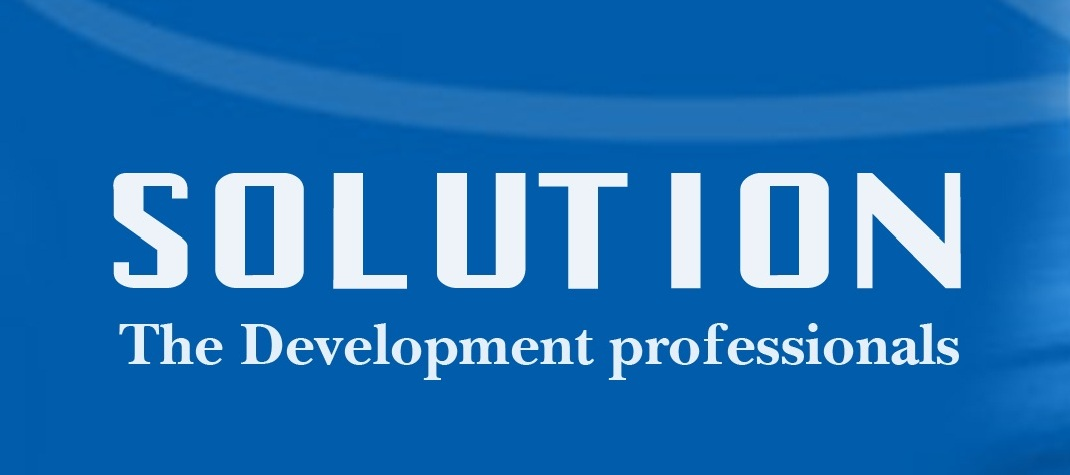 SOLUTION
The Development professionals